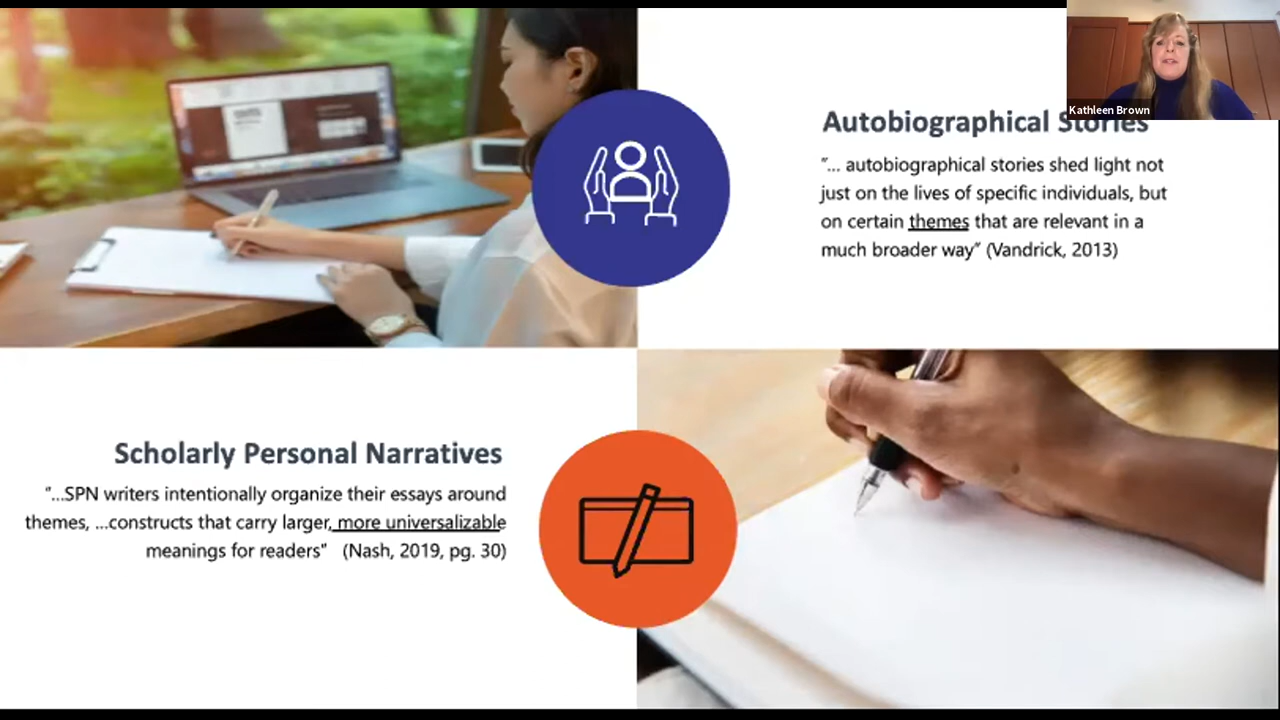 Kathleen Brown
Autobiographical Stories
"... autobiographical stories shed light not
just on the lives of specific individuals, but
on certain themes that are relevant in a
much broader way" (Vandrick, 2013)
Scholarly Personal Narratives
"...SPN writers intentionally organize their essays around
themes, ...constructs that carry larger, more universalizable
meanings for readers" (Nash, 2019, pg. 30)